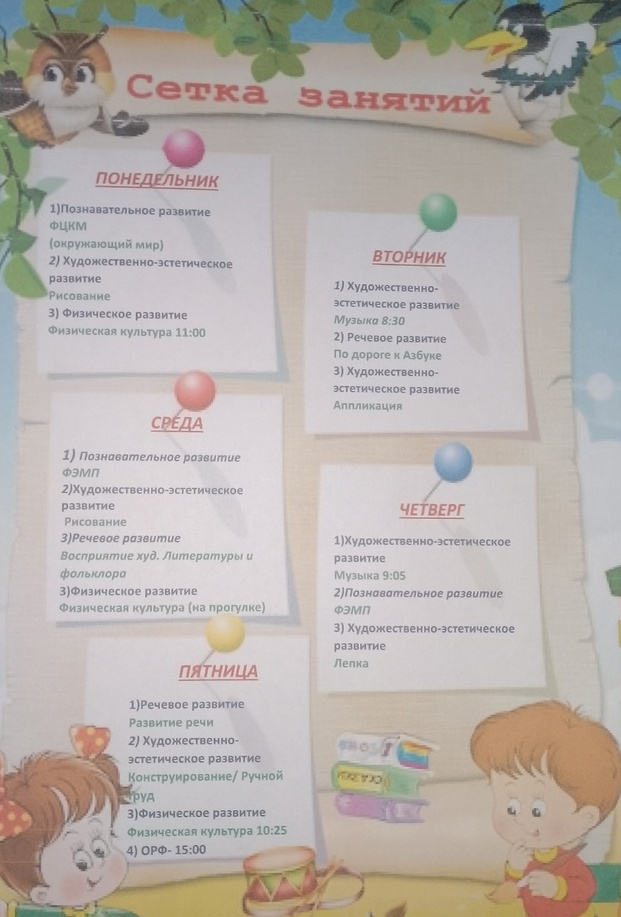 Сетка занятий
ПОНЕДЕЛЬНИК
1)Познавательное развитие
ФЦКМ
(окружающий мир)
2) Художественно-эстетическое
развитие
Рисование
3) Физическое развитие
Физическая культура 11:00
ВТОРНИК
1) Художественно-
эстетическое развитие
Музыка 8:30
2) Речевое развитие
По дороге к Азбуке
3) Художественно-
эстетическое развитие
Аппликация
СРЕДА
1) Познавательное развитие
ФЭМП
2)Художественно-эстетическое
развитие
Рисование
3)Речевое развитие
Восприятие худ. Литературы и
фольклора
3)Физическое развитие
Физическая культура (на прогулке)
ЧЕТВЕРГ
1)Художественно-эстетическое
развитие
Музыка 9:05
2)Познавательное развитие
ФЭМП
3) Художественно-эстетическое
развитие
Лепка
ПЯТНИЦА
1)Речевое развитие
Развитие речи
2) Художественно-
эстетическое развитие
Конструирование/ Ручной
труд
3)Физическое развитие
Физическая культура 10:25
4) ОРФ- 15:00
СКАЗКИ